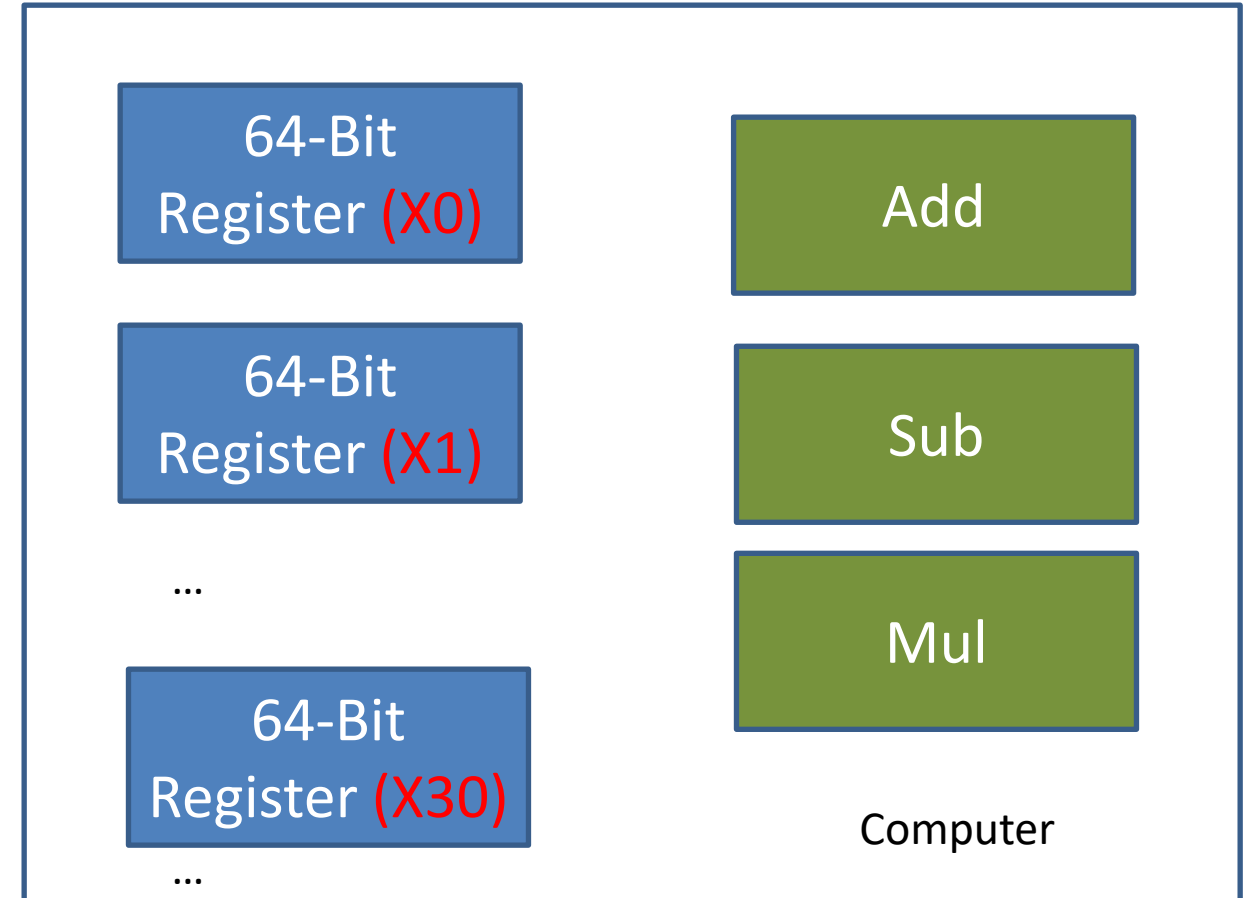 64-Bit
Register (X0)
Add
64-Bit
Register (X1)
Sub
…
Mul
64-Bit
Register (X30)
Computer
…